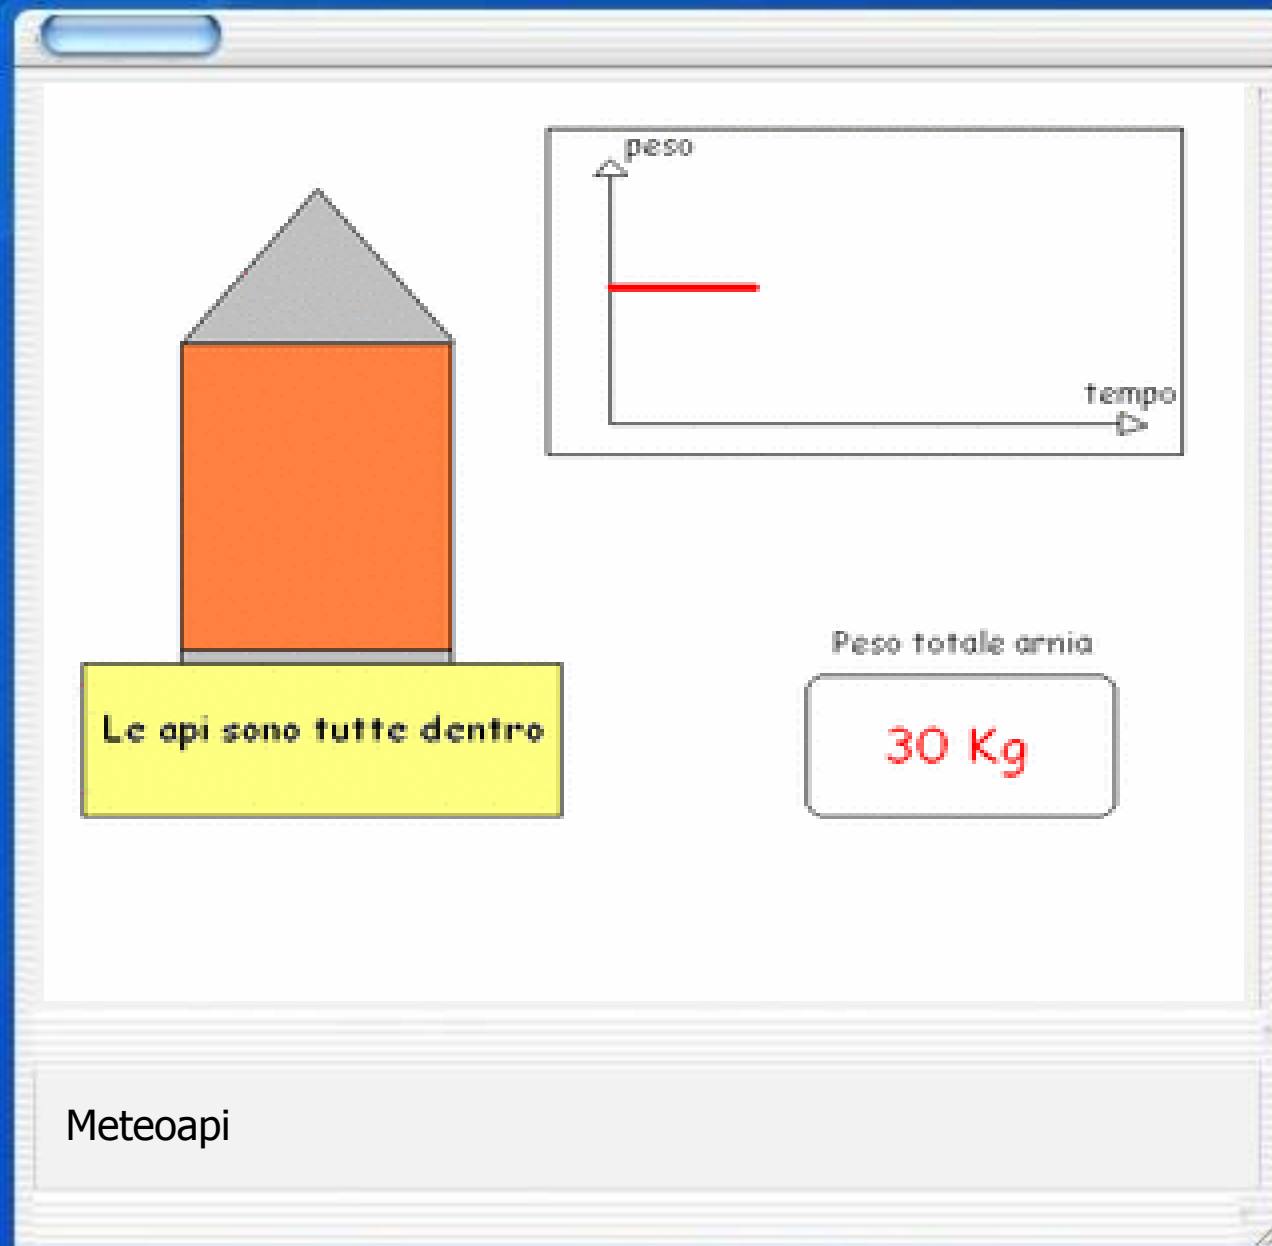 peso
tempo
Peso totale arnia
30 Kg
Le api sono tutte dentro
Meteoapi